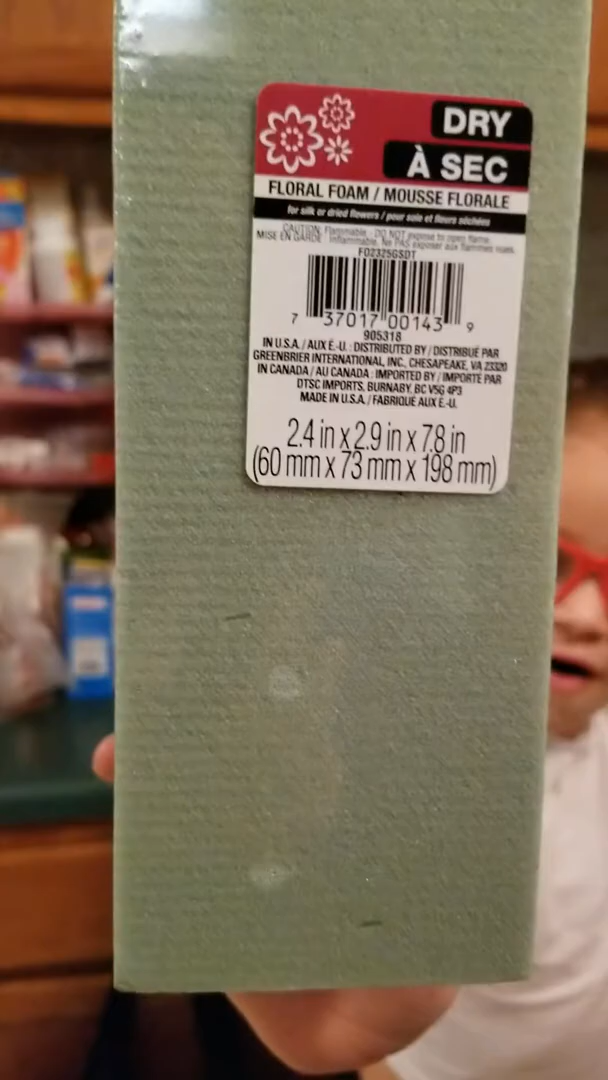 DRY
À SEC
FLORAL FOAM / MOUSSE FLORALE
for silk or dried flowers / pour soie et fleurs séchées
CAUTION: Flammable - DO NOT expose to open flame.
MISE EN GARDE : Inflammable. Ne PAS exposer aux flammes nues.
FO2325GSDT
7 37017 00143 9
905318
IN U.S.A. / AUX É.-U. : DISTRIBUTED BY / DISTRIBUÉ PAR
GREENBRIER INTERNATIONAL, INC., CHESAPEAKE, VA 23320
IN CANADA / AU CANADA : IMPORTED BY / IMPORTÉ PAR
DTSC IMPORTS, BURNABY, BC V5G 4P3
MADE IN U.S.A. / FABRIQUÉ AUX É.-U.
2.4 in x 2.9 in x 7.8 in
(60 mm x 73 mm x 198 mm)